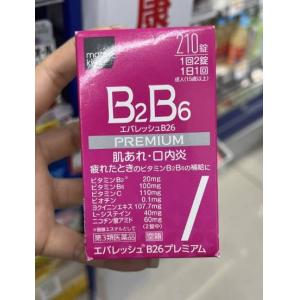 mat
210錠
1回2錠
1日1回
成人(15歳以上)
B2B6
エバレッシュB26
PREMIUM
肌あれ・口内炎
疲れたときのビタミンB2B6の補給に
ビタミンB2* 20mg
ビタミンB6 100mg
ビタミンC 110mg
ビオチン 0.1mg
ヨクイニンエキス 107.7mg
L-システイン 40mg
ニコチン酸アミド 60mg
(2錠中)
第3類医薬品
エバレッシュ B26プレミアム
康